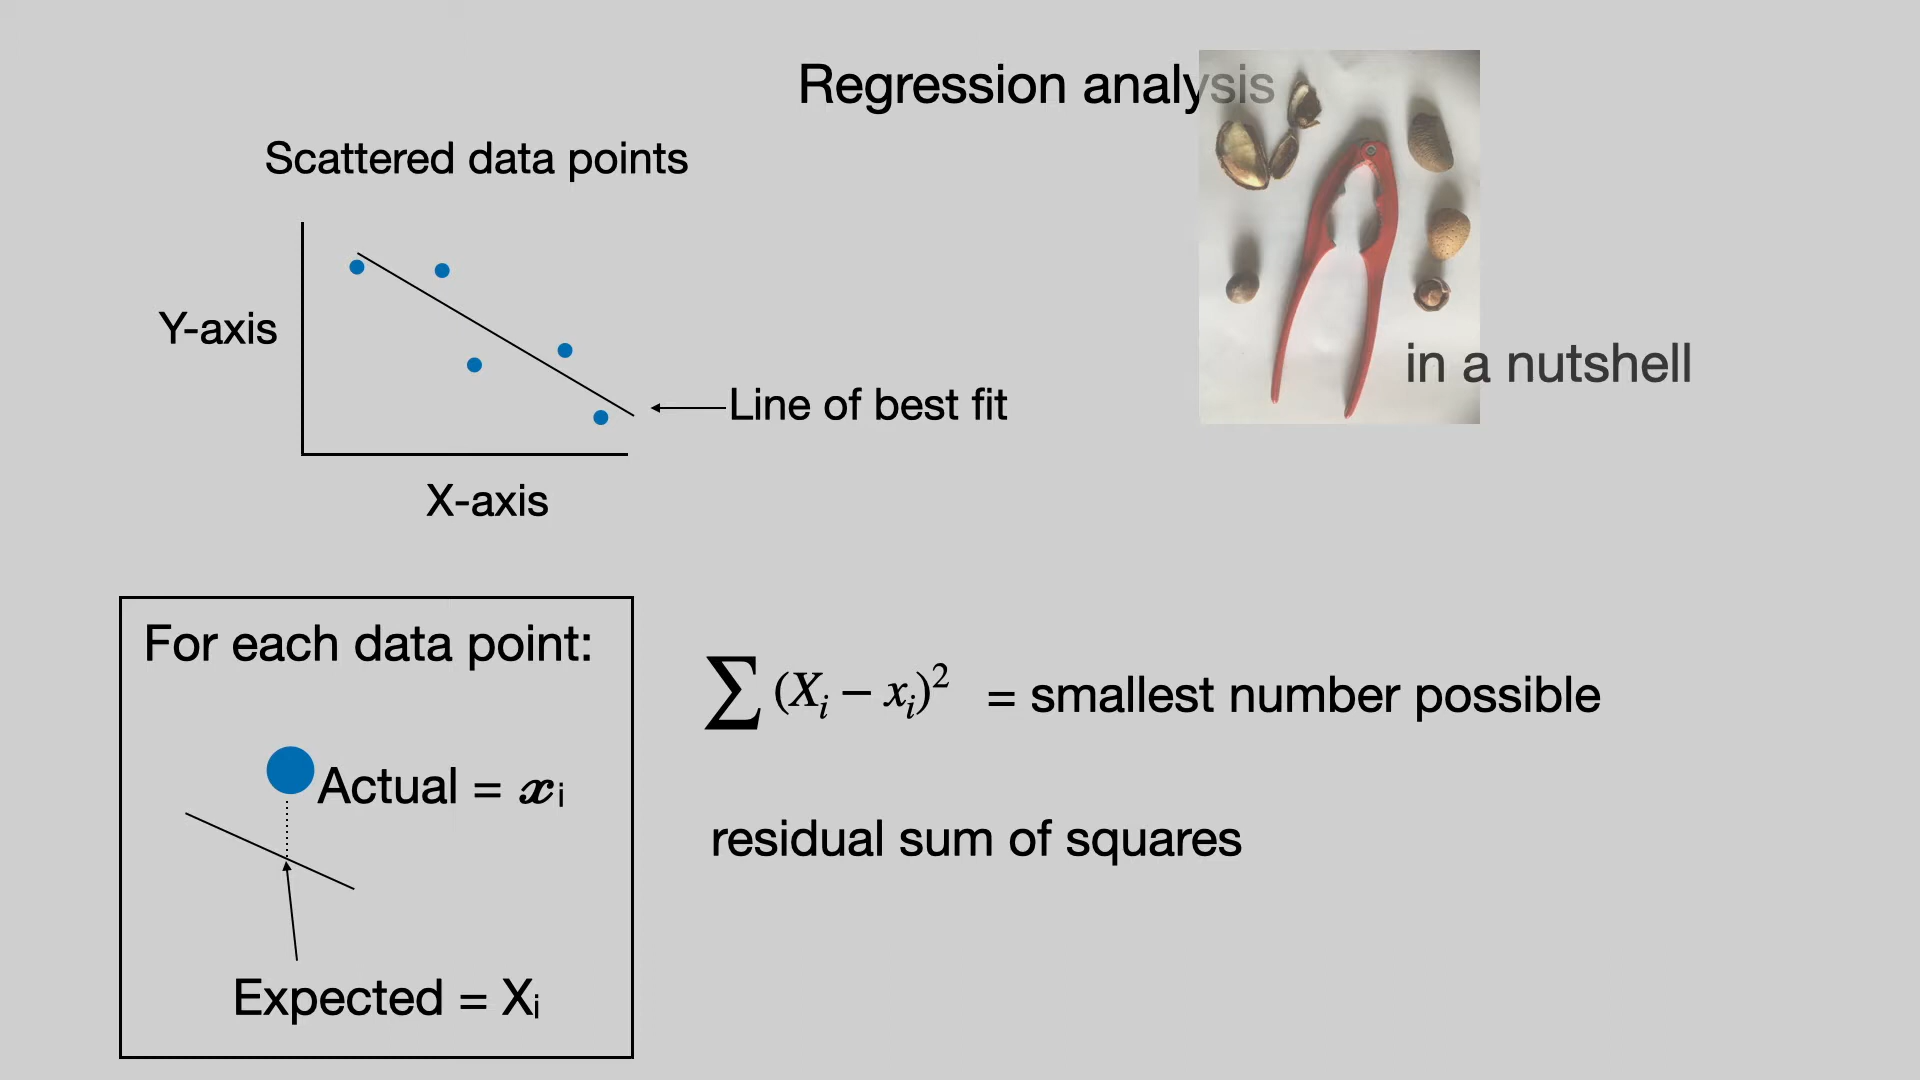 Regression analysis
Scattered data points
Y-axis
in a nutshell
Line of best fit
X-axis
For each data point:
∑ (Xᵢ − xᵢ)² = smallest number possible
Actual = 𝔁ᵢ
residual sum of squares
Expected = Xᵢ